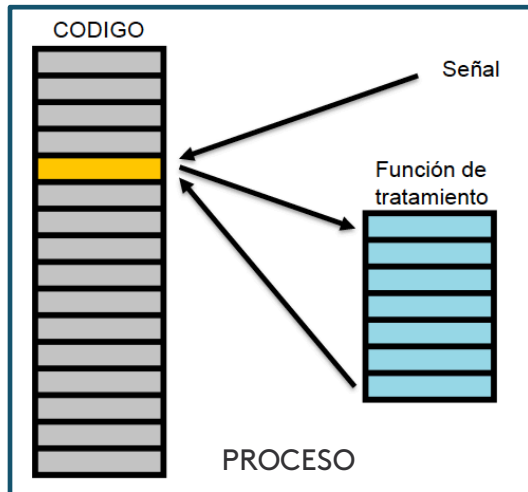 CODIGO
Señal
Función de
tratamiento
PROCESO